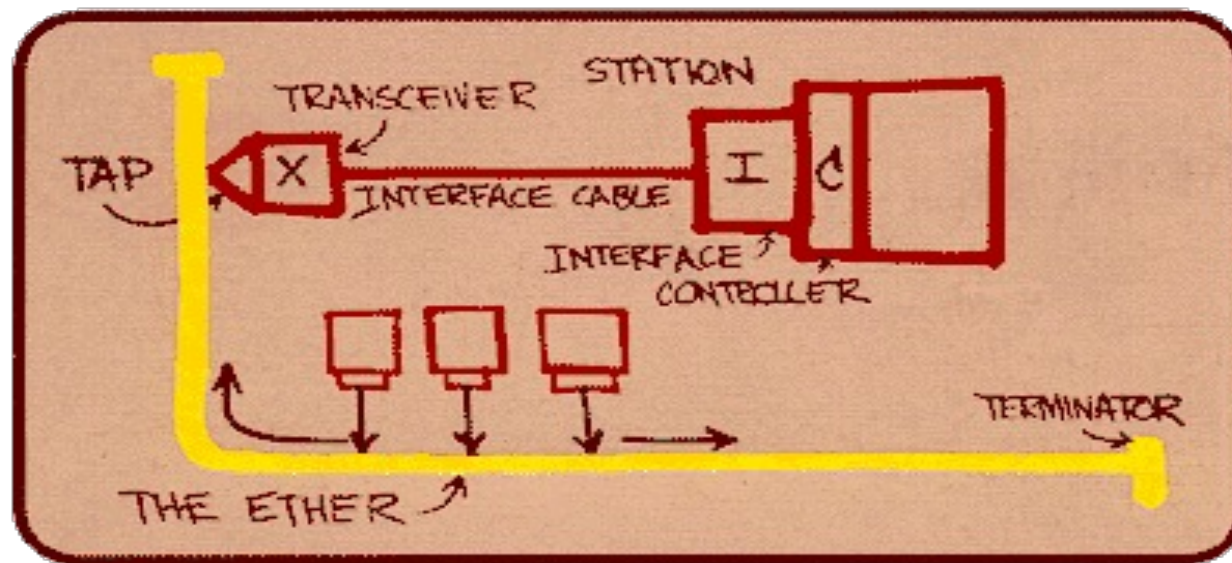 STATION
TRANSCEIVER
TAP
X
I
C
INTERFACE CABLE
INTERFACE
CONTROLLER
TERMINATOR
THE ETHER